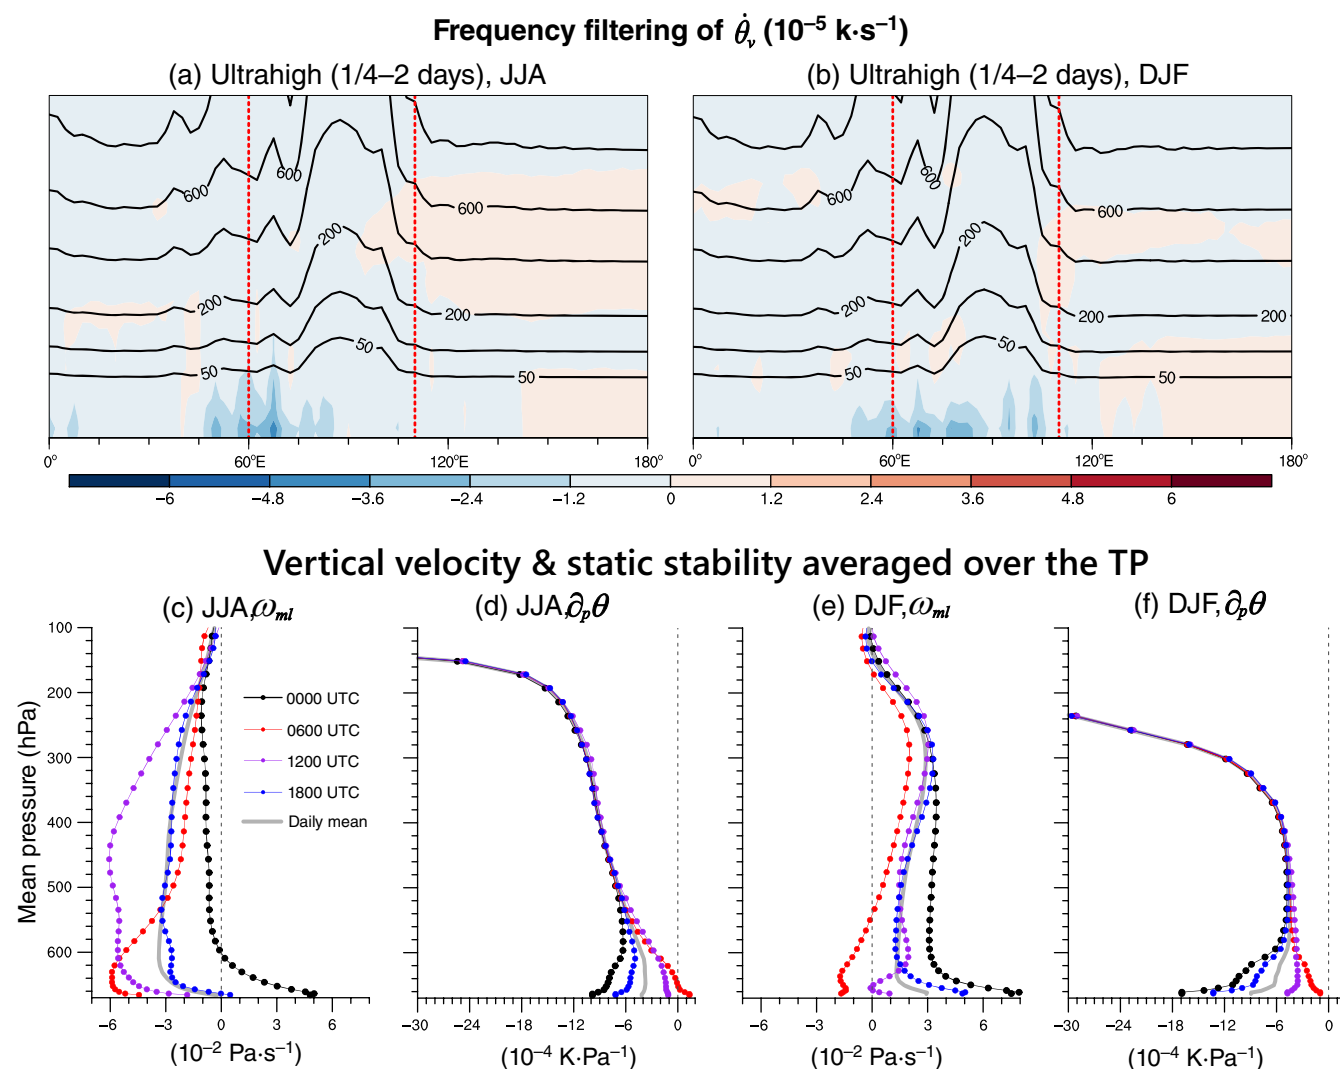 Frequency filtering of θ̇ᵥ (10⁻⁵ k·s⁻¹)
(a) Ultrahigh (1/4–2 days), JJA
(b) Ultrahigh (1/4–2 days), DJF
600 600 600
200 200 200
50 50 50
600 600 600
200 200 200 200
50 50 50
0° 60°E 120°E 180°
0° 60°E 120°E 180°
−6 −4.8 −3.6 −2.4 −1.2 0 1.2 2.4 3.6 4.8 6
Vertical velocity & static stability averaged over the TP
(c) JJA, ω_ml
(d) JJA, ∂ₚθ
(e) DJF, ω_ml
(f) DJF, ∂ₚθ
Mean pressure (hPa)
100
200
300
400
500
600
0000 UTC
0600 UTC
1200 UTC
1800 UTC
Daily mean
−6 −3 0 3 6
−30 −24 −18 −12 −6 0
−6 −3 0 3 6
−30 −24 −18 −12 −6 0
(10⁻² Pa·s⁻¹)
(10⁻⁴ K·Pa⁻¹)
(10⁻² Pa·s⁻¹)
(10⁻⁴ K·Pa⁻¹)